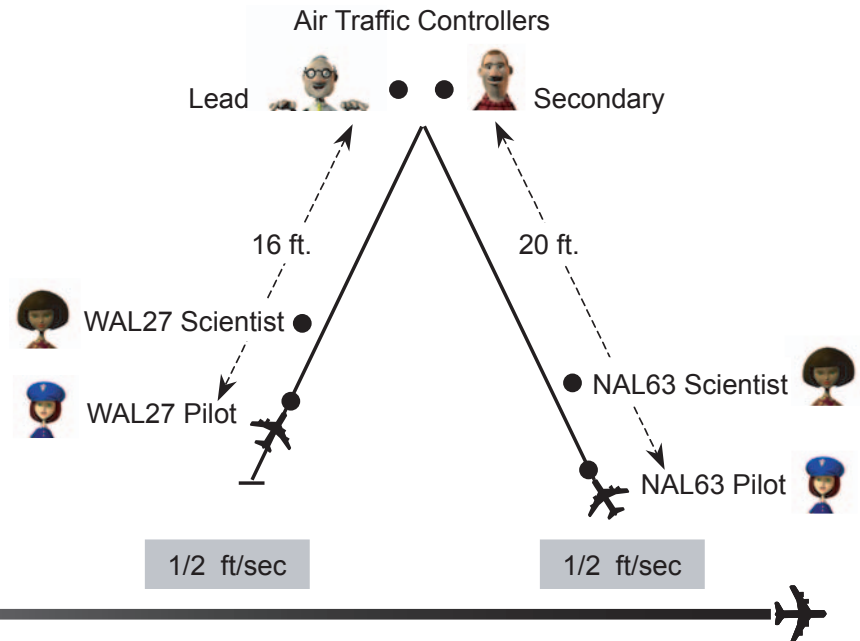 Air Traffic Controllers
Lead
Secondary
16 ft.
20 ft.
WAL27 Scientist
WAL27 Pilot
NAL63 Scientist
NAL63 Pilot
1/2 ft/sec
1/2 ft/sec